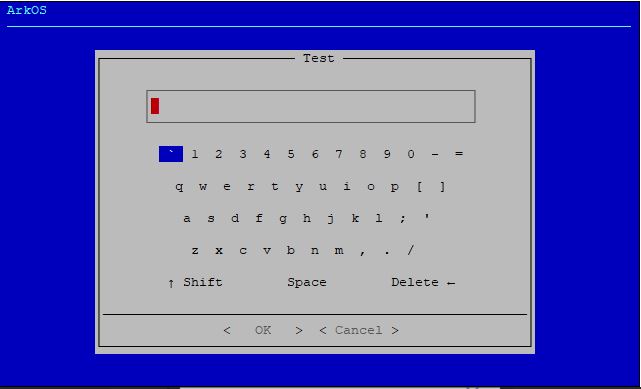 ArkOS
Test
` 1 2 3 4 5 6 7 8 9 0 - =
q w e r t y u i o p [ ]
a s d f g h j k l ; '
z x c v b n m , . /
↑ Shift Space Delete ←
< OK > < Cancel >